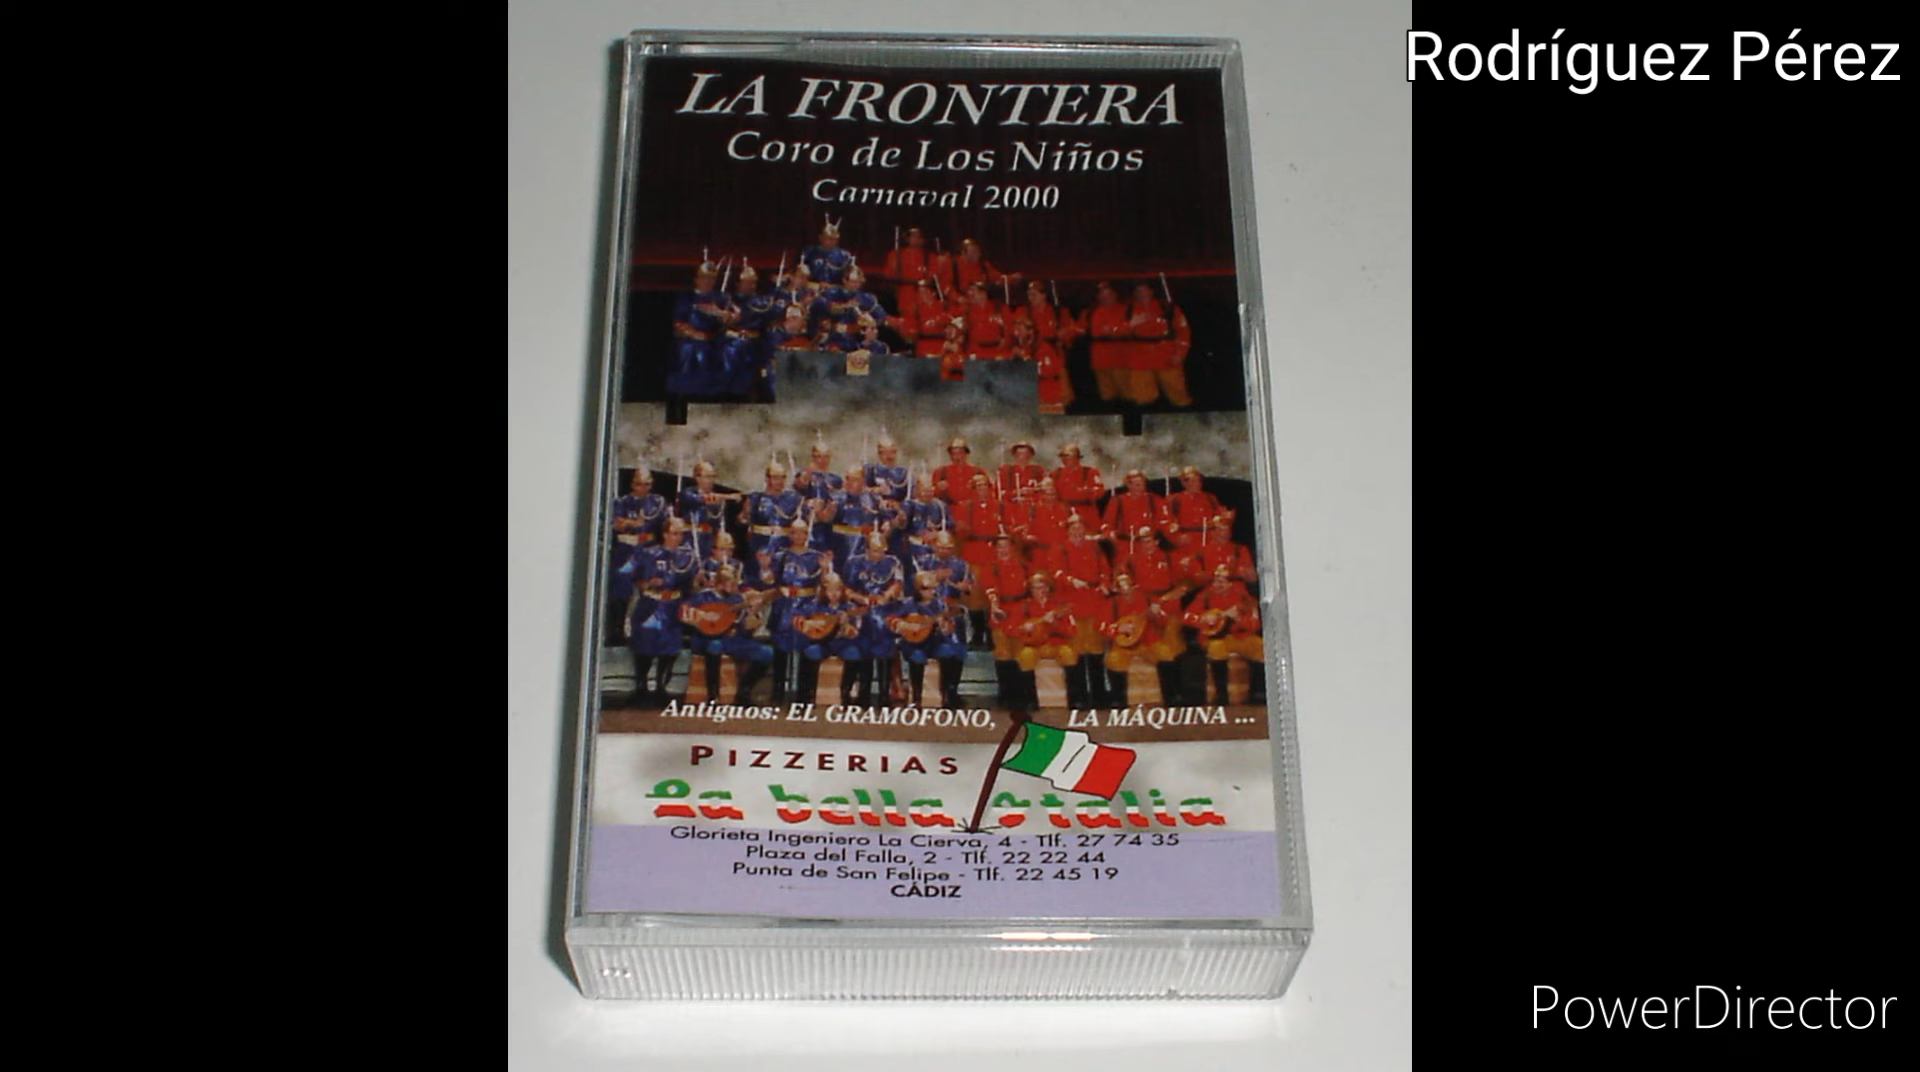 Rodríguez Pérez
LA FRONTERA
Coro de Los Niños
Carnaval 2000
Antiguos: EL GRAMÓFONO, LA MÁQUINA ...
PIZZERIAS
La bella Italia
Glorieta Ingeniero La Cierva, 4 - Tlf. 27 74 35
Plaza del Falla, 2 - Tlf. 22 22 44
Punta de San Felipe - Tlf. 22 45 19
CÁDIZ
PowerDirector